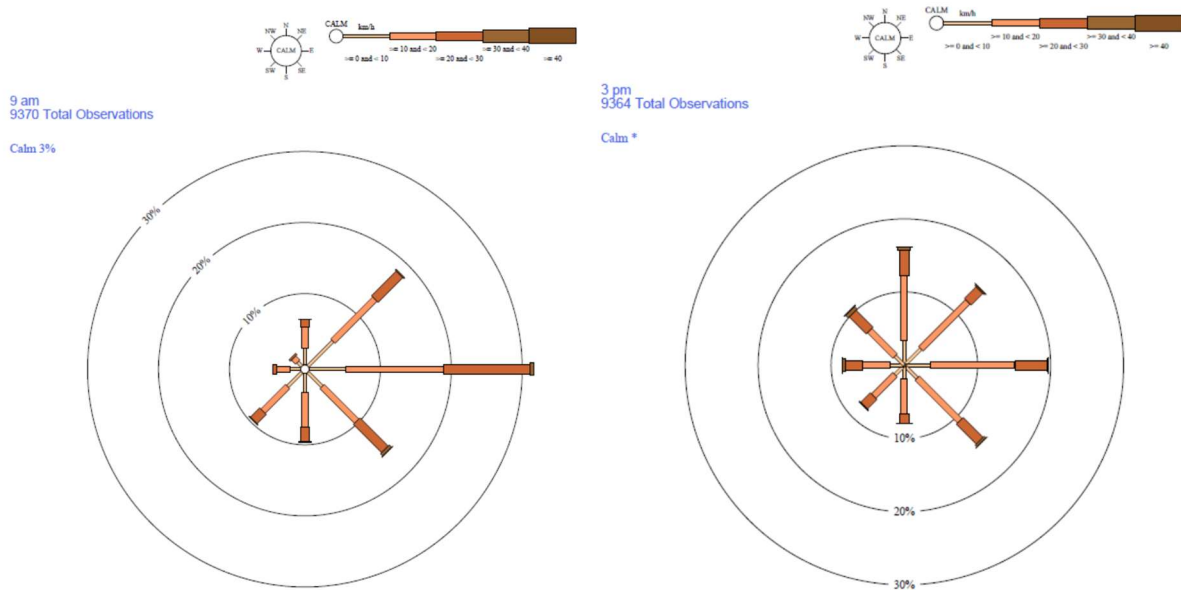 N
NW NE
W CALM E
SW SE
S
CALM km/h
>= 10 and < 20 >= 30 and < 40
>= 0 and < 10 >= 20 and < 30 >= 40
9 am
9370 Total Observations
Calm 3%
30%
20%
10%
N
NW NE
W CALM E
SW SE
S
CALM km/h
>= 10 and < 20 >= 30 and < 40
>= 0 and < 10 >= 20 and < 30 >= 40
3 pm
9364 Total Observations
Calm *
10%
20%
30%